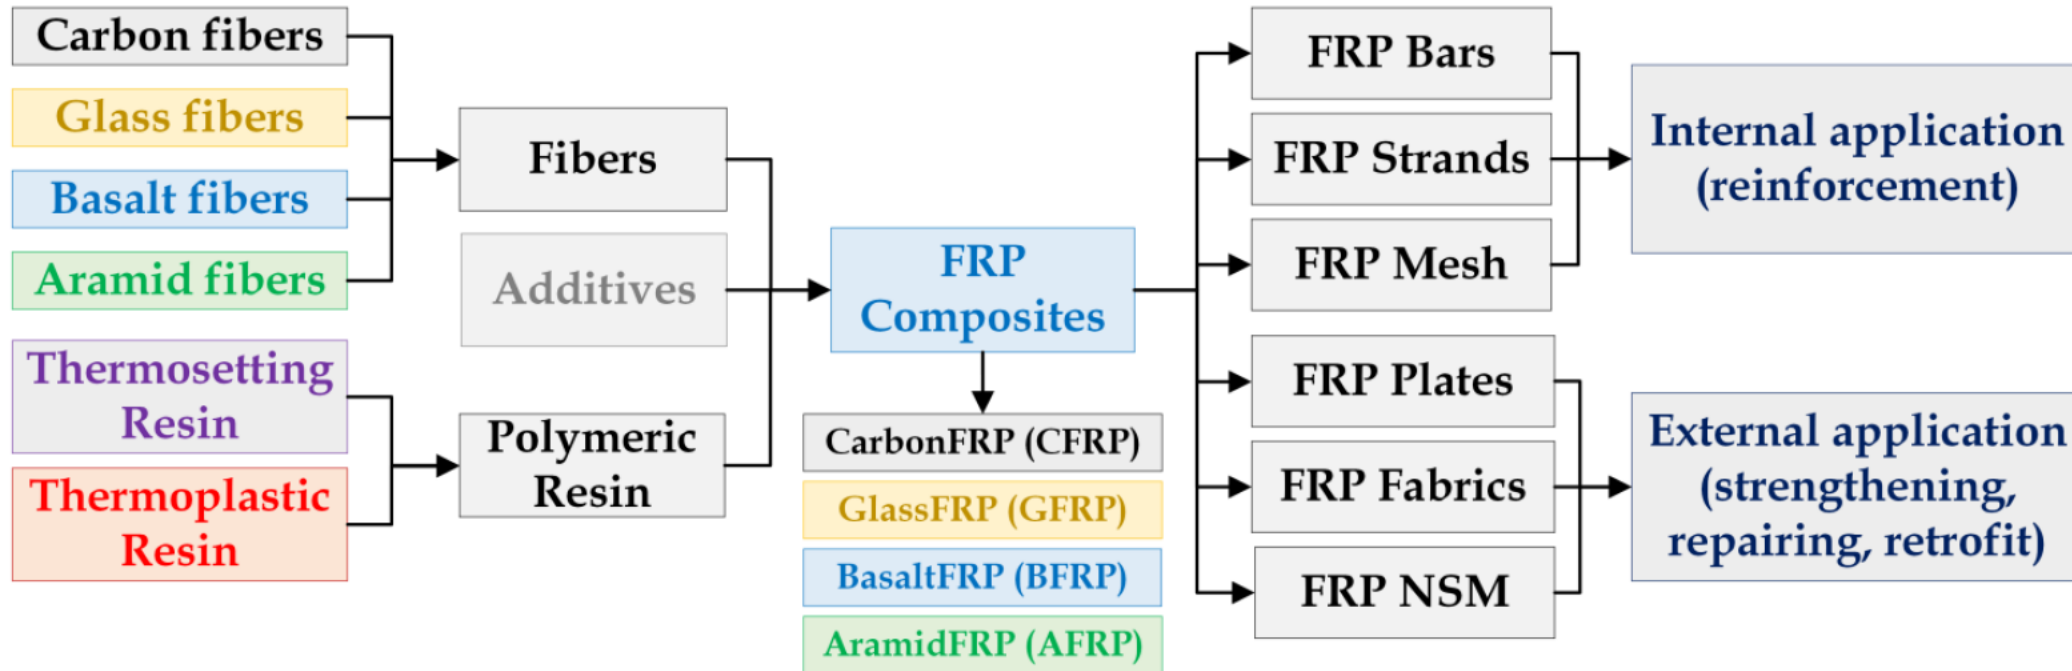 Carbon fibers
Glass fibers
Basalt fibers
Aramid fibers
Thermosetting
Resin
Thermoplastic
Resin
Fibers
Additives
Polymeric
Resin
FRP
Composites
CarbonFRP (CFRP)
GlassFRP (GFRP)
BasaltFRP (BFRP)
AramidFRP (AFRP)
FRP Bars
FRP Strands
FRP Mesh
FRP Plates
FRP Fabrics
FRP NSM
Internal application
(reinforcement)
External application
(strengthening,
repairing, retrofit)